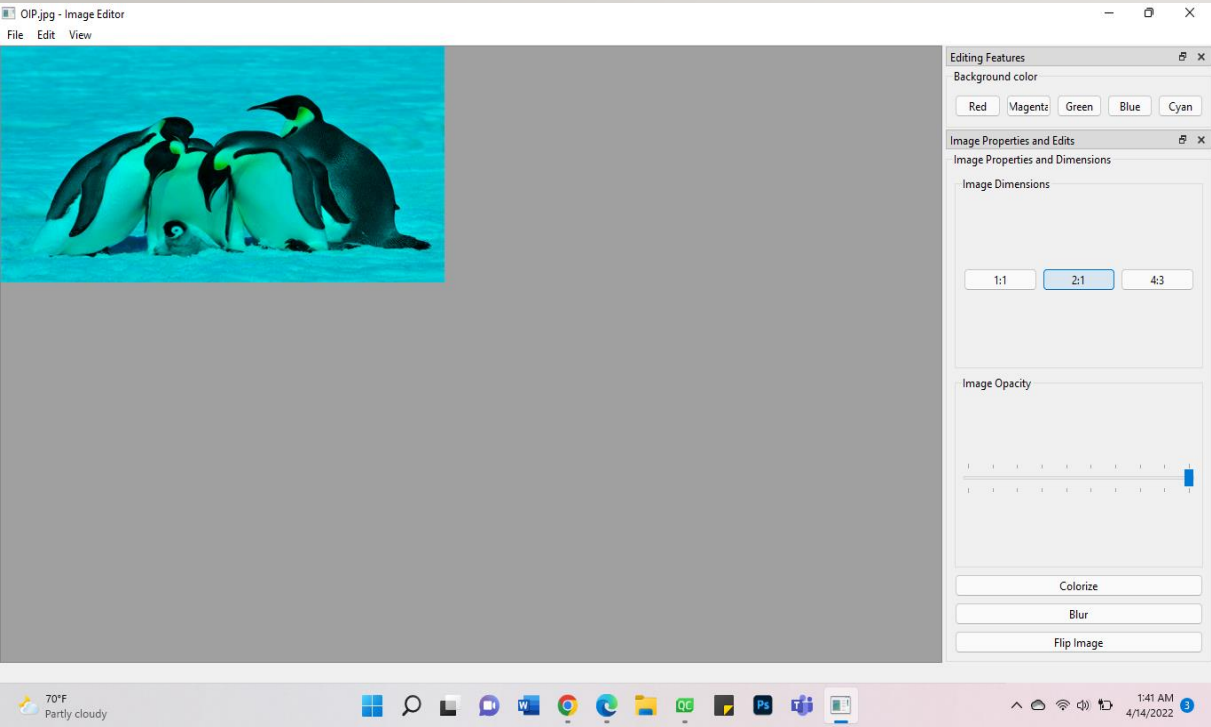 OIP.jpg - Image Editor
File Edit View
Editing Features
Background color
Red Magenta Green Blue Cyan
Image Properties and Edits
Image Properties and Dimensions
Image Dimensions
1:1 2:1 4:3
Image Opacity
Colorize
Blur
Flip Image
70°F
Partly cloudy
W QC Ps T
1:41 AM
4/14/2022
3